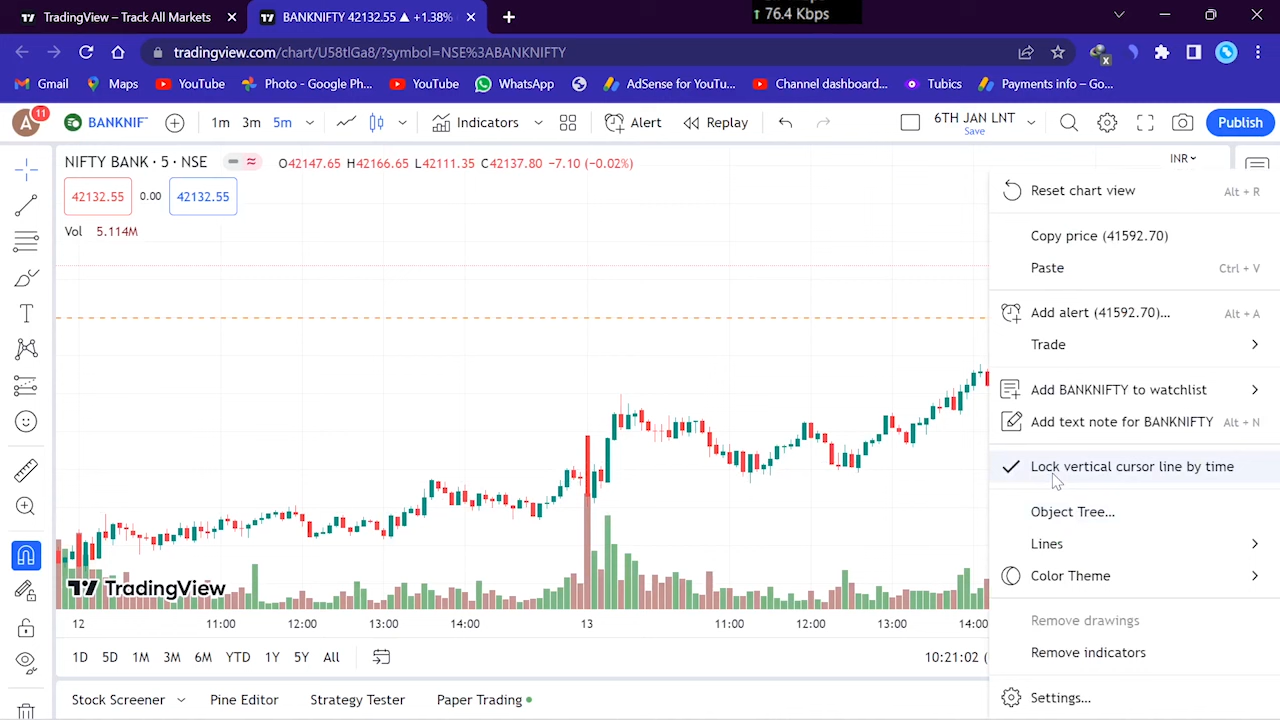 TradingView – Track All Markets
BANKNIFTY 42132.55 ▲ +1.38%
↑ 76.4 Kbps
tradingview.com/chart/U58tlGa8/?symbol=NSE%3ABANKNIFTY
Gmail
Maps
YouTube
Photo - Google Ph...
YouTube
WhatsApp
AdSense for YouTu...
Channel dashboard...
Tubics
Payments info – Go...
A
11
BANKNIF
1m
3m
5m
Indicators
Alert
Replay
6TH JAN LNT
Save
Publish
NIFTY BANK · 5 · NSE
O42147.65 H42166.65 L42111.35 C42137.80 −7.10 (−0.02%)
INR
42132.55
0.00
42132.55
Vol 5.114M
Reset chart view Alt + R
Copy price (41592.70)
Paste Ctrl + V
Add alert (41592.70)... Alt + A
Trade
Add BANKNIFTY to watchlist
Add text note for BANKNIFTY Alt + N
Lock vertical cursor line by time
Object Tree...
Lines
Color Theme
Remove drawings
Remove indicators
Settings...
TradingView
12 11:00 12:00 13:00 14:00 13 11:00 12:00 13:00 14:00
1D 5D 1M 3M 6M YTD 1Y 5Y All
10:21:02 (
Stock Screener
Pine Editor
Strategy Tester
Paper Trading